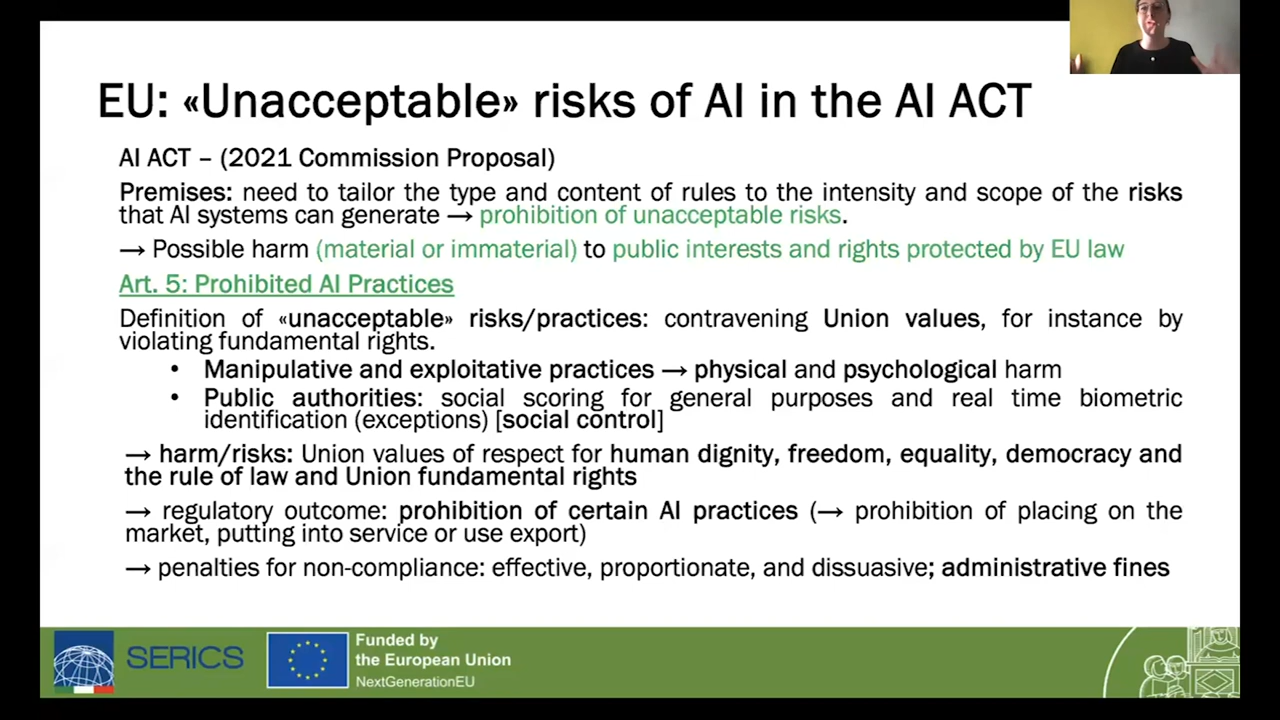 EU: «Unacceptable» risks of AI in the AI ACT
AI ACT – (2021 Commission Proposal)
Premises: need to tailor the type and content of rules to the intensity and scope of the risks
that AI systems can generate → prohibition of unacceptable risks.
→ Possible harm (material or immaterial) to public interests and rights protected by EU law
Art. 5: Prohibited AI Practices
Definition of «unacceptable» risks/practices: contravening Union values, for instance by
violating fundamental rights.
• Manipulative and exploitative practices → physical and psychological harm
• Public authorities: social scoring for general purposes and real time biometric
identification (exceptions) [social control]
→ harm/risks: Union values of respect for human dignity, freedom, equality, democracy and
the rule of law and Union fundamental rights
→ regulatory outcome: prohibition of certain AI practices (→ prohibition of placing on the
market, putting into service or use export)
→ penalties for non-compliance: effective, proportionate, and dissuasive; administrative fines
SERICS
Funded by
the European Union
NextGenerationEU